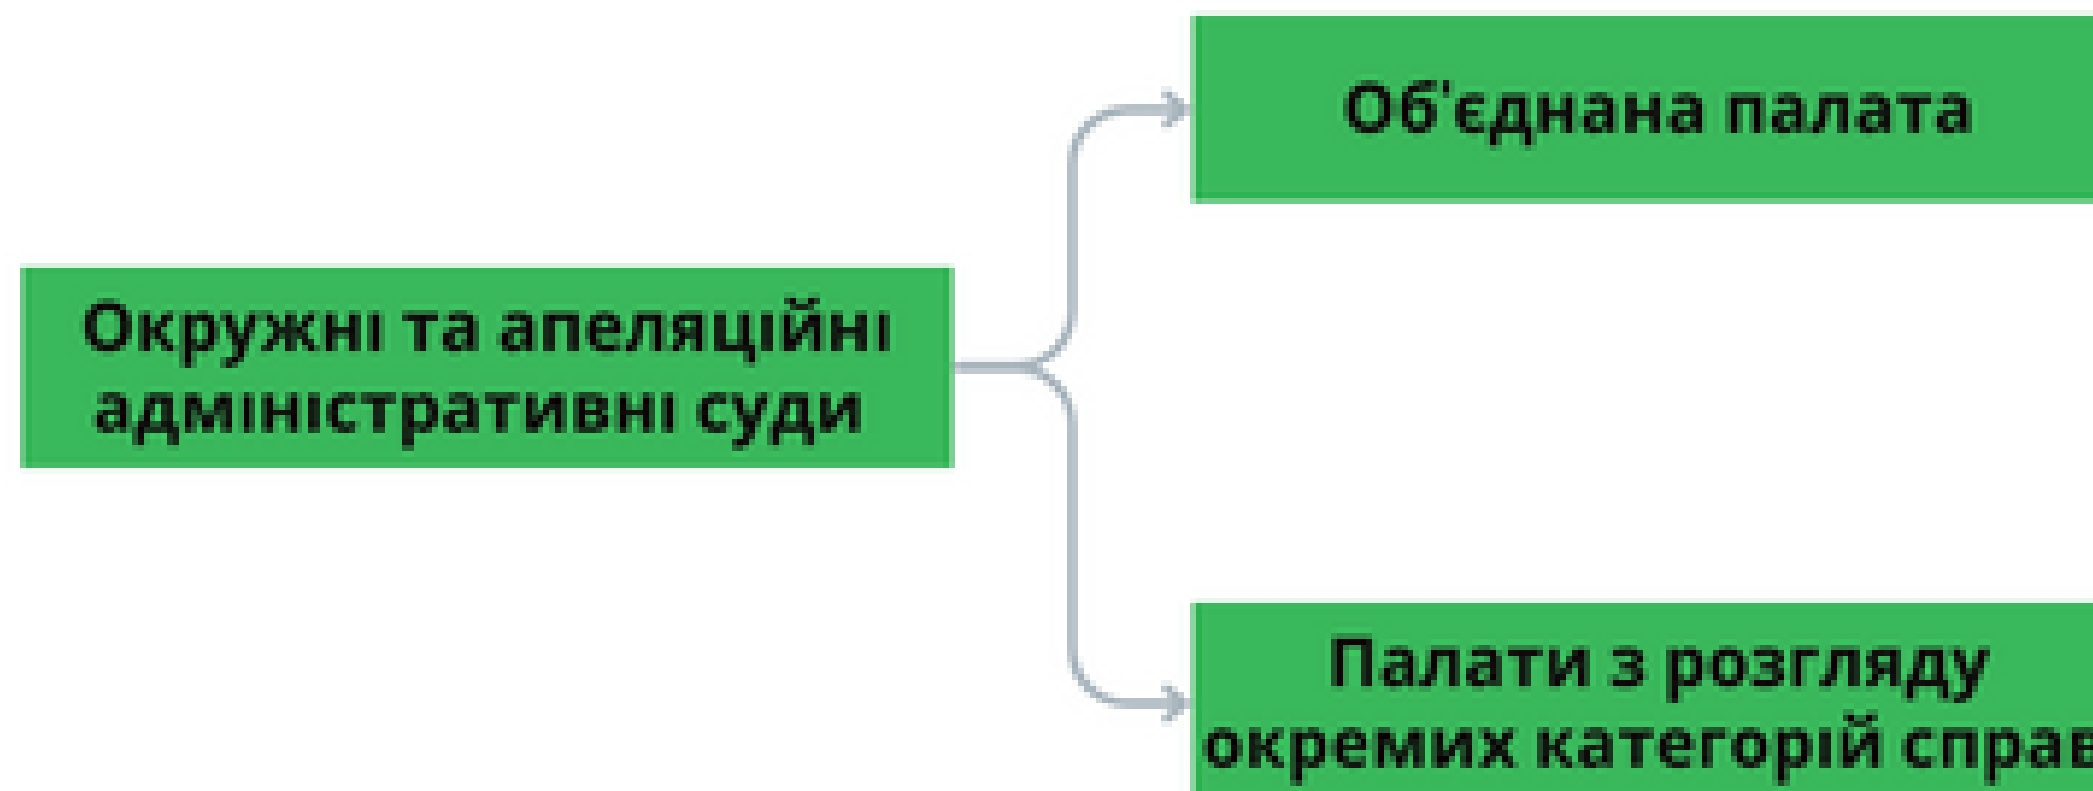 Об'єднана палата
Окружні та апеляційні
адміністративні суди
Палати з розгляду
окремих категорій справ